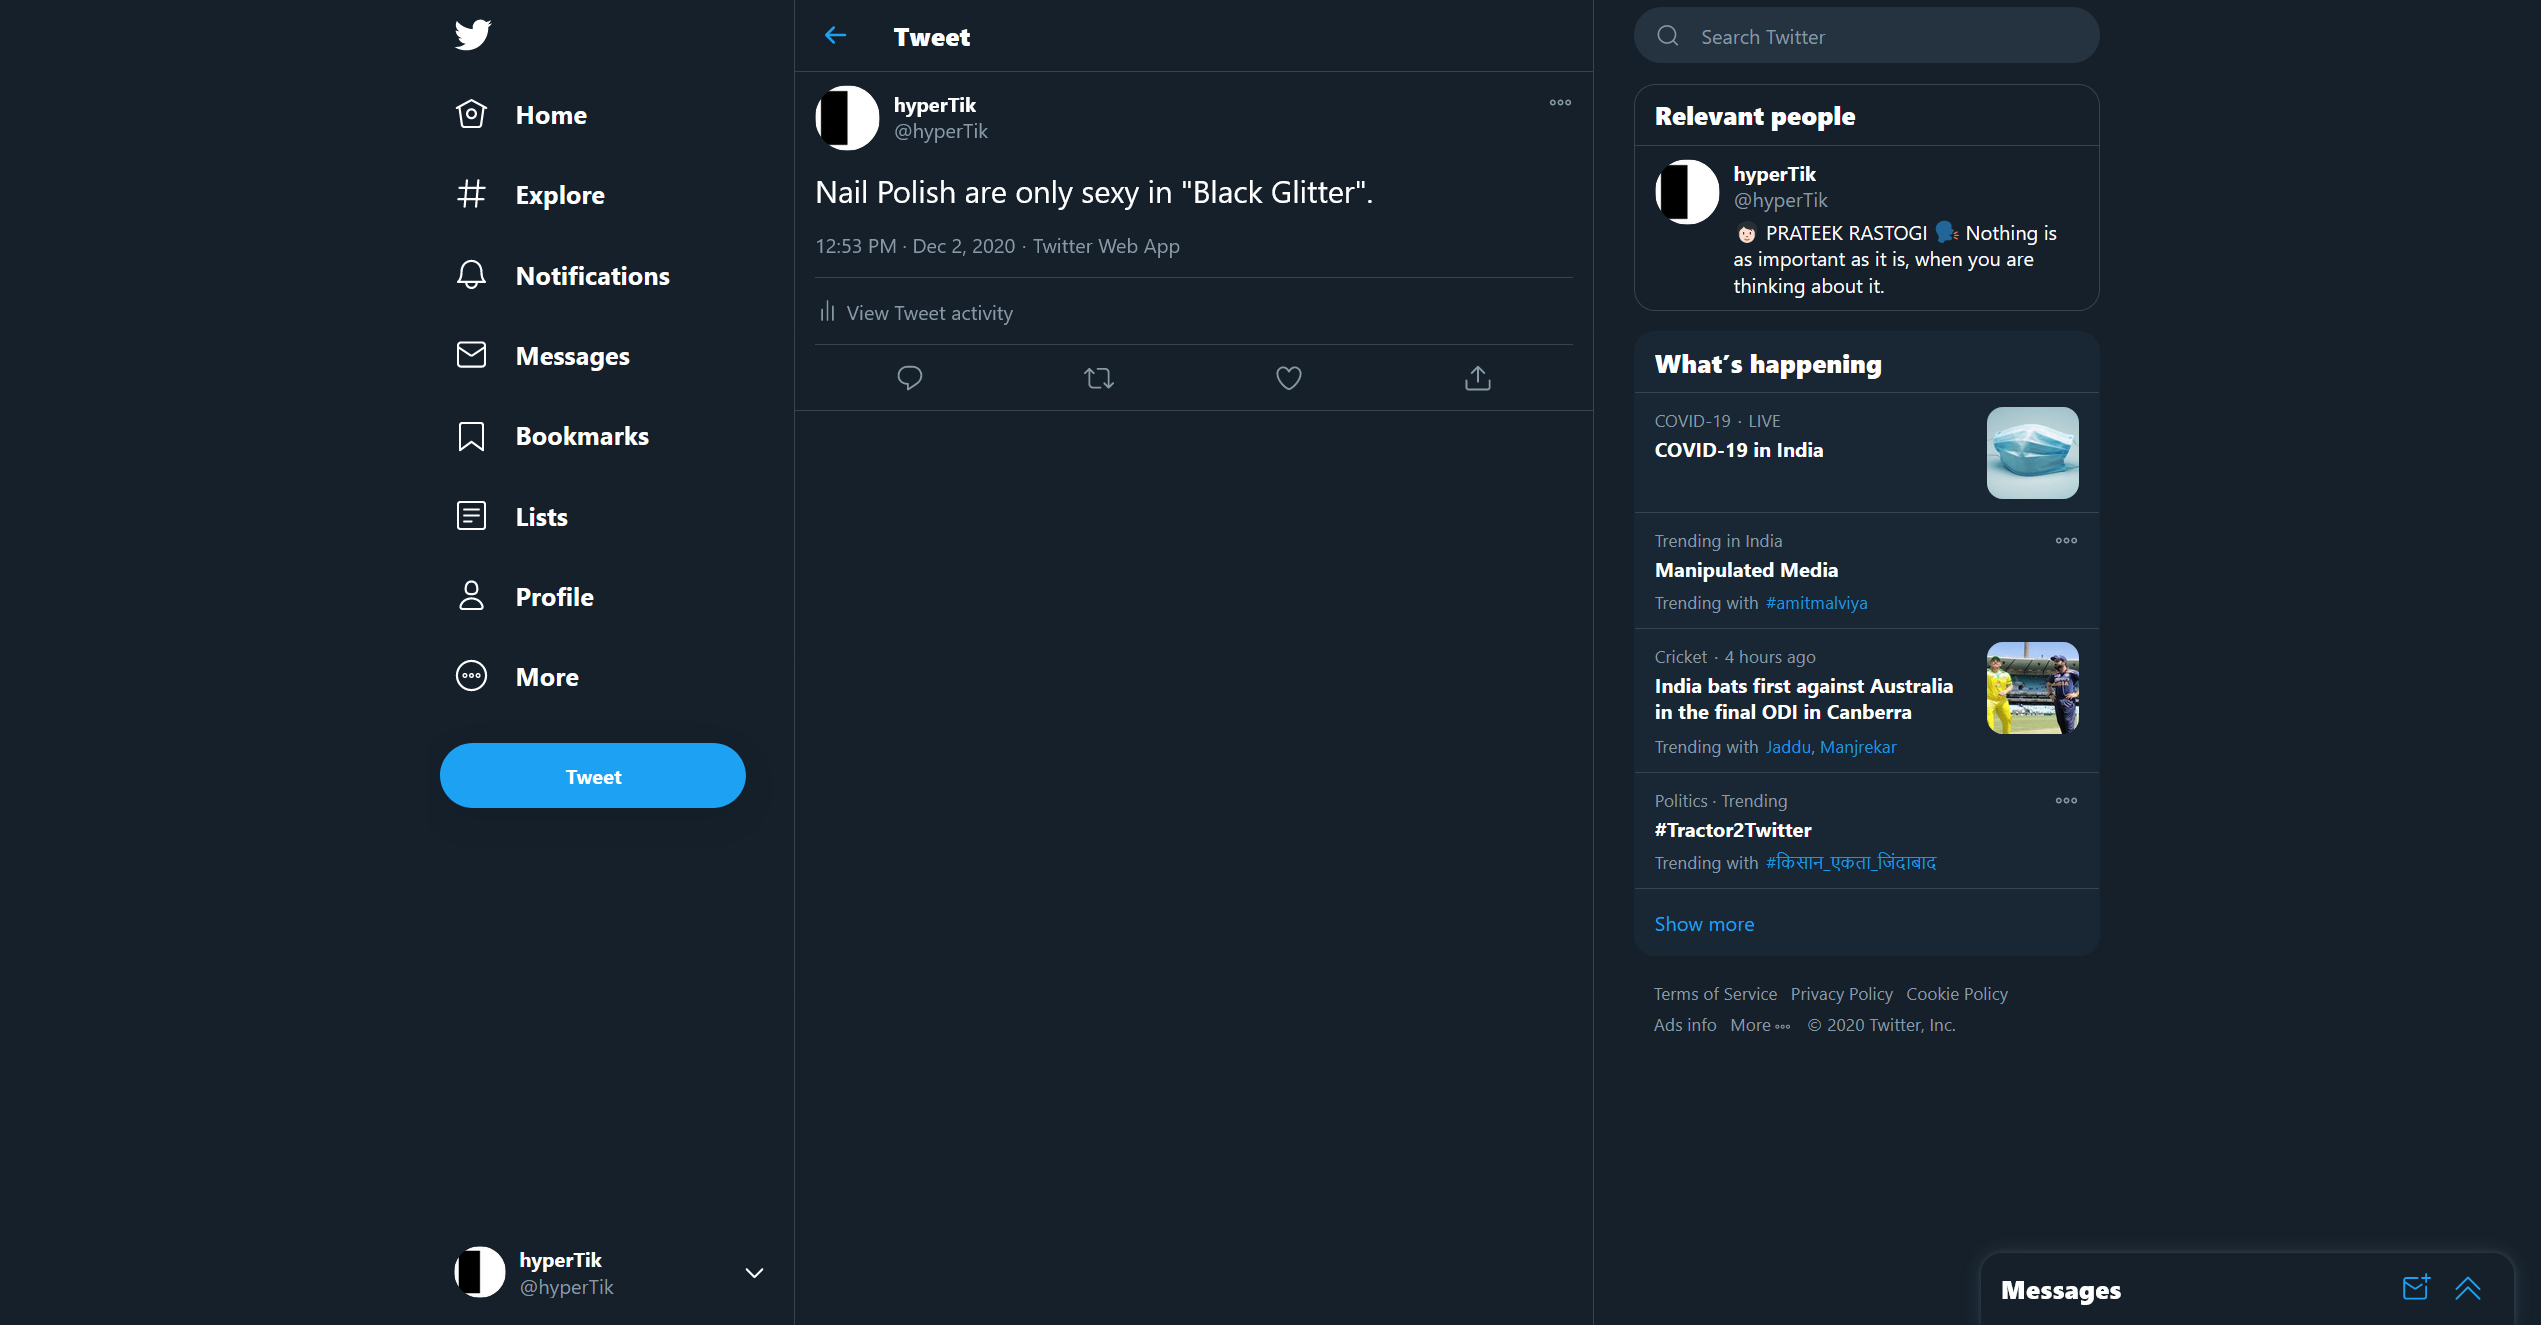 Home
Explore
Notifications
Messages
Bookmarks
Lists
Profile
More
Tweet
hyperTik
@hyperTik
Tweet
hyperTik
@hyperTik
Nail Polish are only sexy in "Black Glitter".
12:53 PM · Dec 2, 2020 · Twitter Web App
View Tweet activity
Search Twitter
Relevant people
hyperTik
@hyperTik
PRATEEK RASTOGI Nothing is
as important as it is, when you are
thinking about it.
What's happening
COVID-19 · LIVE
COVID-19 in India
Trending in India
Manipulated Media
Trending with #amitmalviya
Cricket · 4 hours ago
India bats first against Australia
in the final ODI in Canberra
Trending with Jaddu, Manjrekar
Politics · Trending
#Tractor2Twitter
Trending with #किसान_एकता_जिंदाबाद
Show more
Terms of Service Privacy Policy Cookie Policy
Ads info More © 2020 Twitter, Inc.
Messages